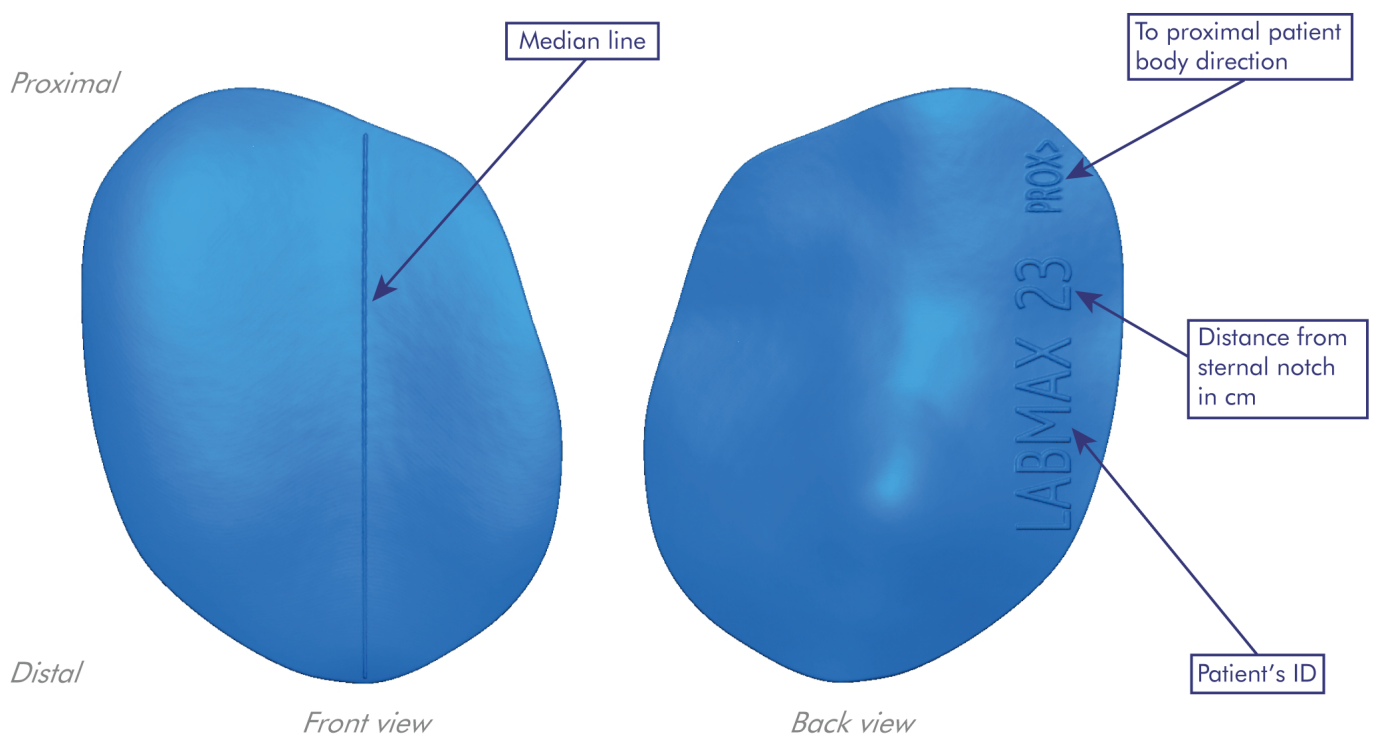 Median line
To proximal patient
body direction
Proximal
PROX>
LABMAX 23
Distance from
sternal notch
in cm
Patient's ID
Distal
Front view
Back view